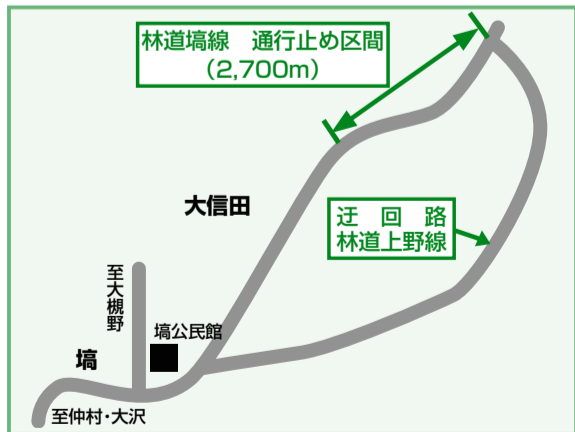 林道塙線　通行止め区間
（2,700m）
大信田
迂　回　路
林道上野線
至大槻野
塙公民館
塙
至仲村・大沢